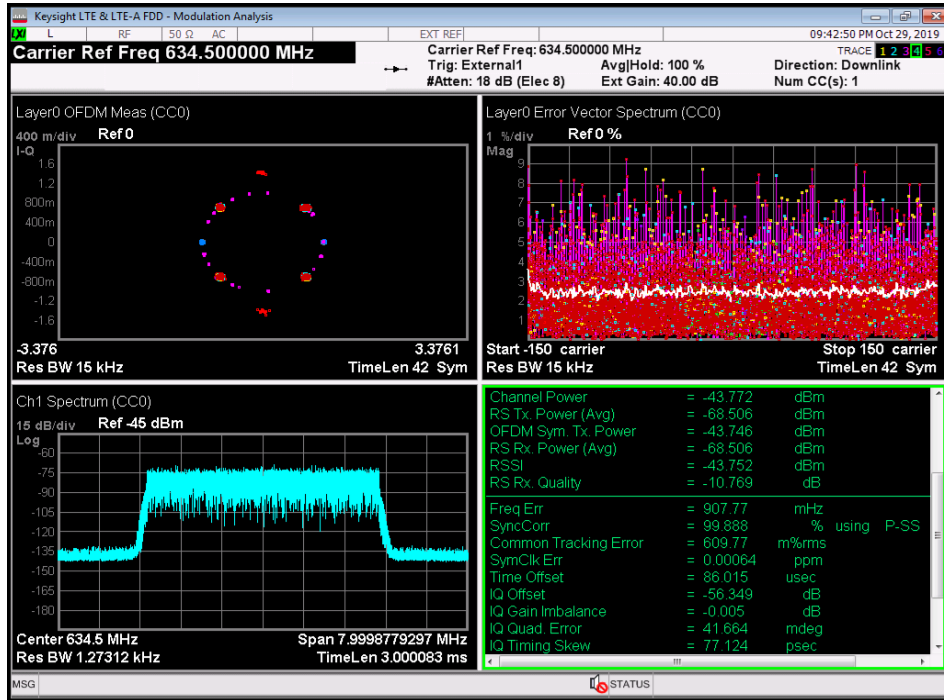 Keysight LTE & LTE-A FDD - Modulation Analysis
LXI L RF 50 Ω AC EXT REF 09:42:50 PM Oct 29, 2019
Carrier Ref Freq 634.500000 MHz
Carrier Ref Freq: 634.500000 MHz
TRACE 1 2 3 4 5 6
Trig: External1 Avg|Hold: 100 % Direction: Downlink
#Atten: 18 dB (Elec 8) Ext Gain: 40.00 dB Num CC(s): 1
Layer0 OFDM Meas (CC0)
400 m/div Ref 0
I-Q
1.6
1.2
800m
400m
0
-400m
-800m
-1.2
-1.6
-3.376 3.3761
Res BW 15 kHz TimeLen 42 Sym
Layer0 Error Vector Spectrum (CC0)
1 %/div Ref 0 %
Mag
9
8
7
6
5
4
3
2
1
Start -150 carrier Stop 150 carrier
Res BW 15 kHz TimeLen 42 Sym
Ch1 Spectrum (CC0)
15 dB/div Ref -45 dBm
Log
-60
-75
-90
-105
-120
-135
-150
-165
-180
Center 634.5 MHz Span 7.9998779297 MHz
Res BW 1.27312 kHz TimeLen 3.000083 ms
Channel Power = -43.772 dBm
RS Tx. Power (Avg) = -68.506 dBm
OFDM Sym. Tx. Power = -43.746 dBm
RS Rx. Power (Avg) = -68.506 dBm
RSSI = -43.752 dBm
RS Rx. Quality = -10.769 dB
Freq Err = 907.77 mHz
SyncCorr = 99.888 % using P-SS
Common Tracking Error = 609.77 m%rms
SymClk Err = 0.00064 ppm
Time Offset = 86.015 usec
IQ Offset = -56.349 dB
IQ Gain Imbalance = -0.005 dB
IQ Quad. Error = 41.664 mdeg
IQ Timing Skew = 77.124 psec
MSG STATUS